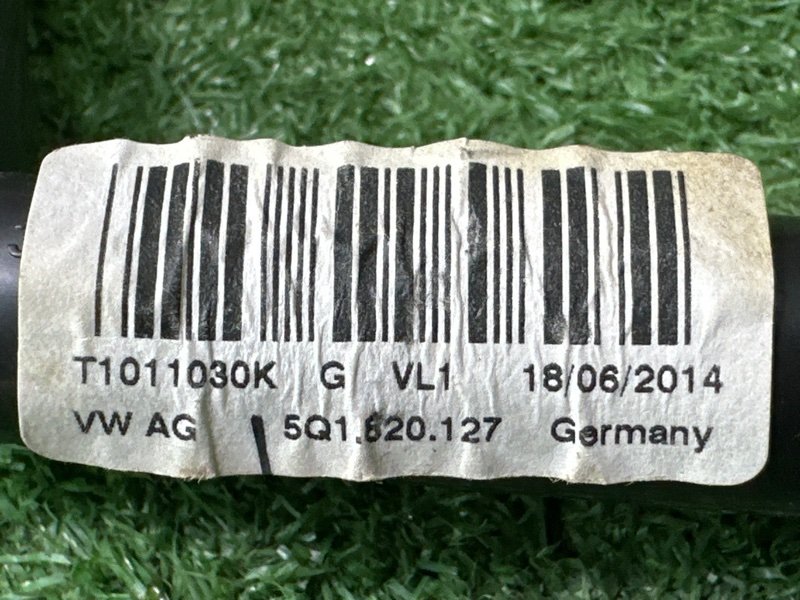 T1011030K G VL1 18/06/2014
VW AG 5Q1.820.127 Germany